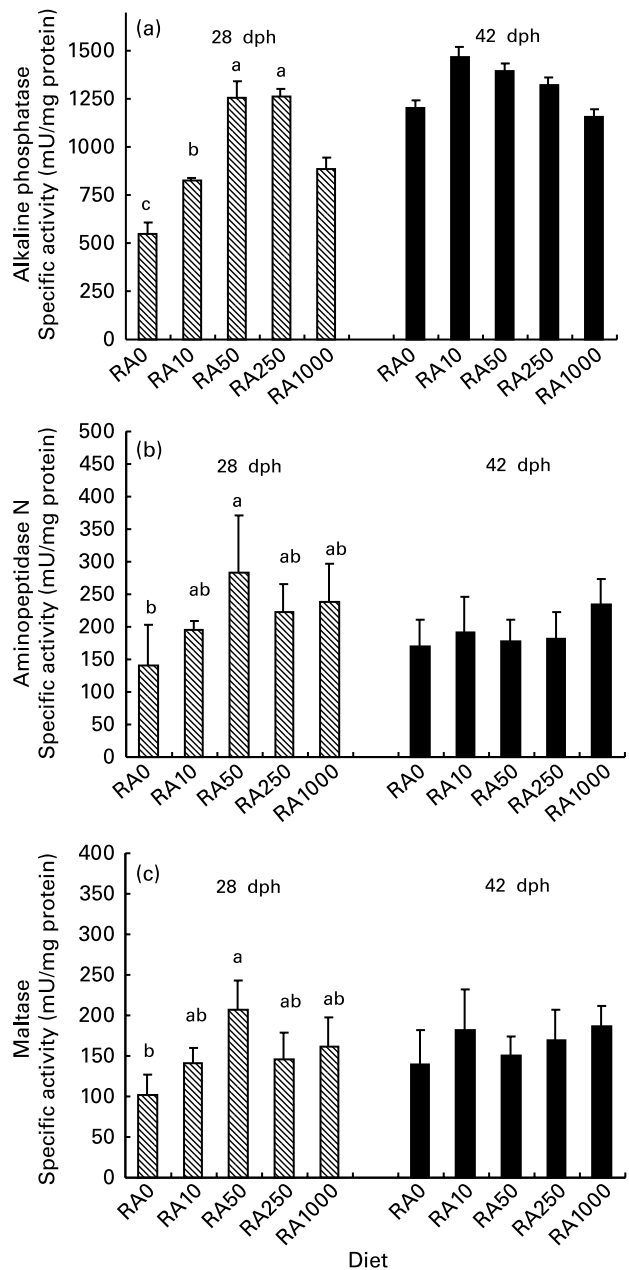 (a)
28 dph
42 dph
Alkaline phosphatase
Specific activity (mU/mg protein)
1500
1250
1000
750
500
250
0
c
b
a
a
RA0
RA10
RA50
RA250
RA1000
RA0
RA10
RA50
RA250
RA1000
(b)
28 dph
42 dph
Aminopeptidase N
Specific activity (mU/mg protein)
500
450
400
350
300
250
200
150
100
50
0
b
ab
a
ab
ab
RA0
RA10
RA50
RA250
RA1000
RA0
RA10
RA50
RA250
RA1000
(c)
28 dph
42 dph
Maltase
Specific activity (mU/mg protein)
400
350
300
250
200
150
100
50
0
b
ab
a
ab
ab
RA0
RA10
RA50
RA250
RA1000
RA0
RA10
RA50
RA250
RA1000
Diet